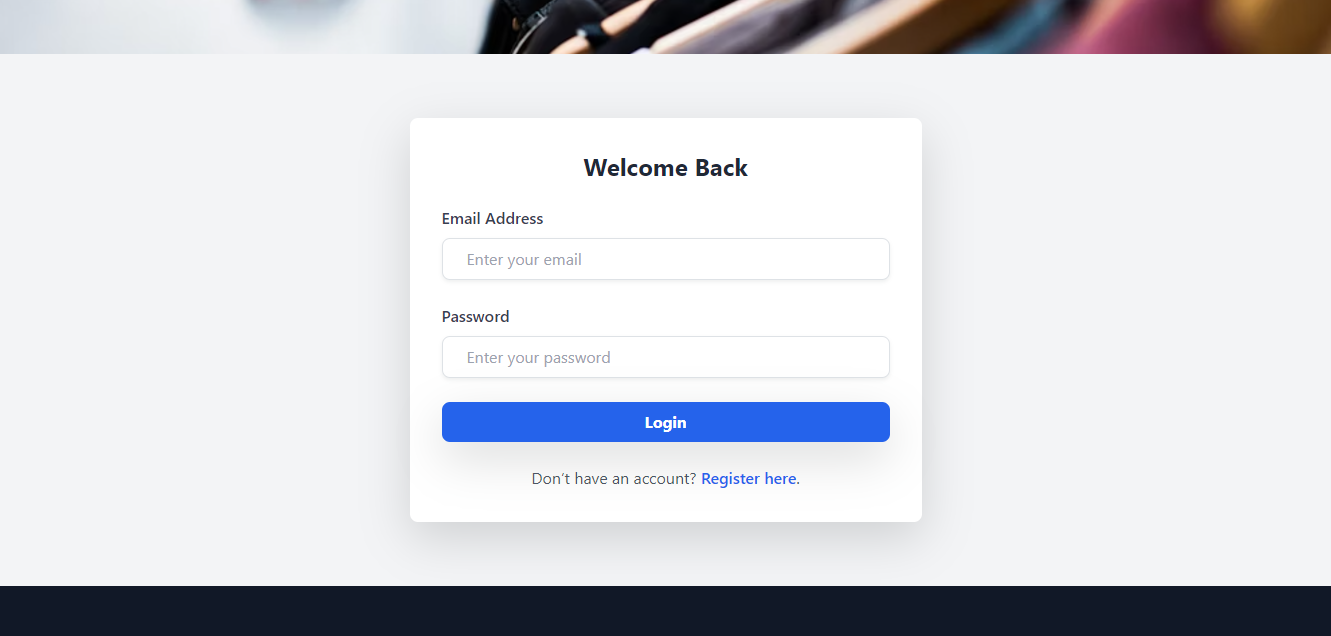 Welcome Back
Email Address
Enter your email
Password
Enter your password
Login
Don't have an account? Register here.